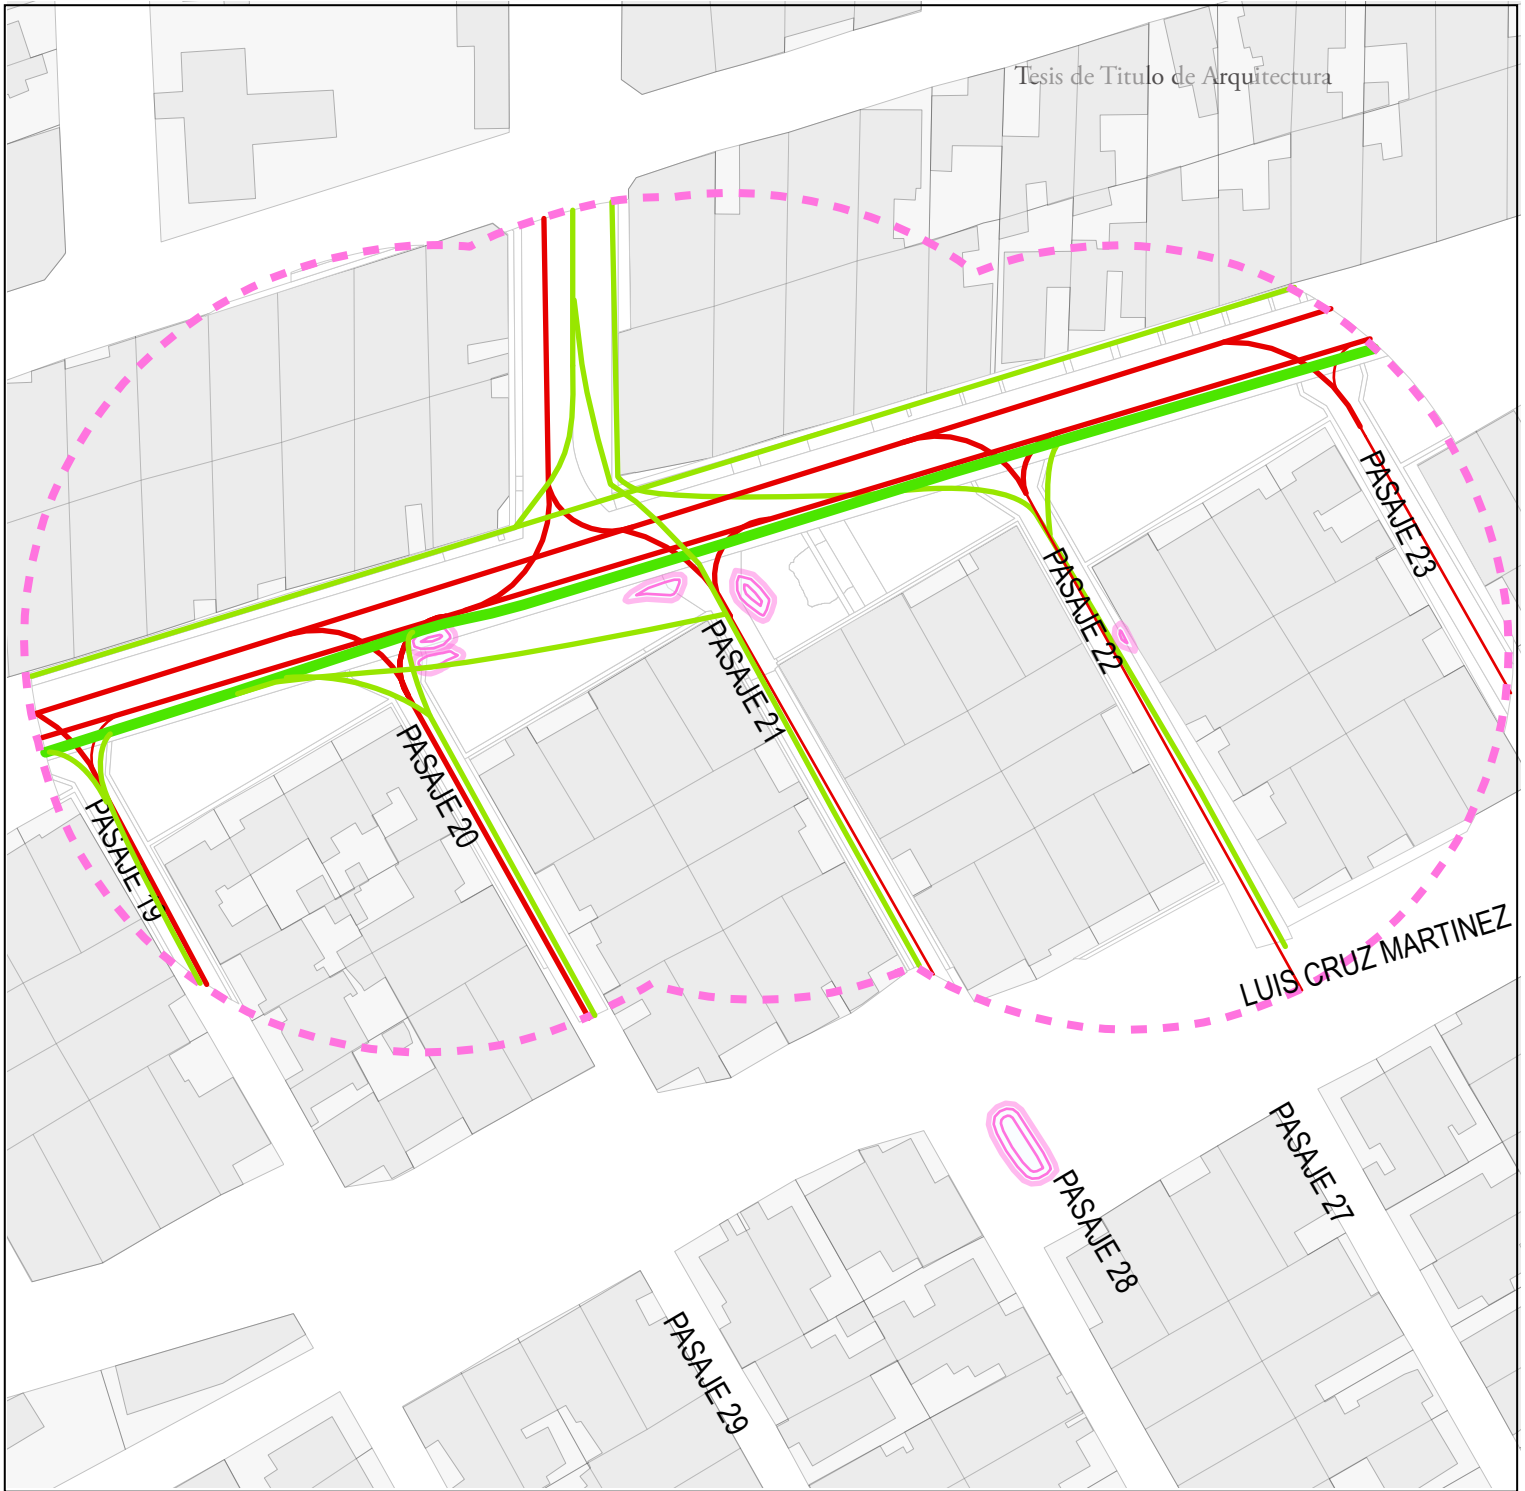 Tesis de Titulo de Arquitectura
PASAJE 23
PASAJE 22
PASAJE 21
PASAJE 20
PASAJE 19
LUIS CRUZ MARTINEZ
PASAJE 27
PASAJE 28
PASAJE 29